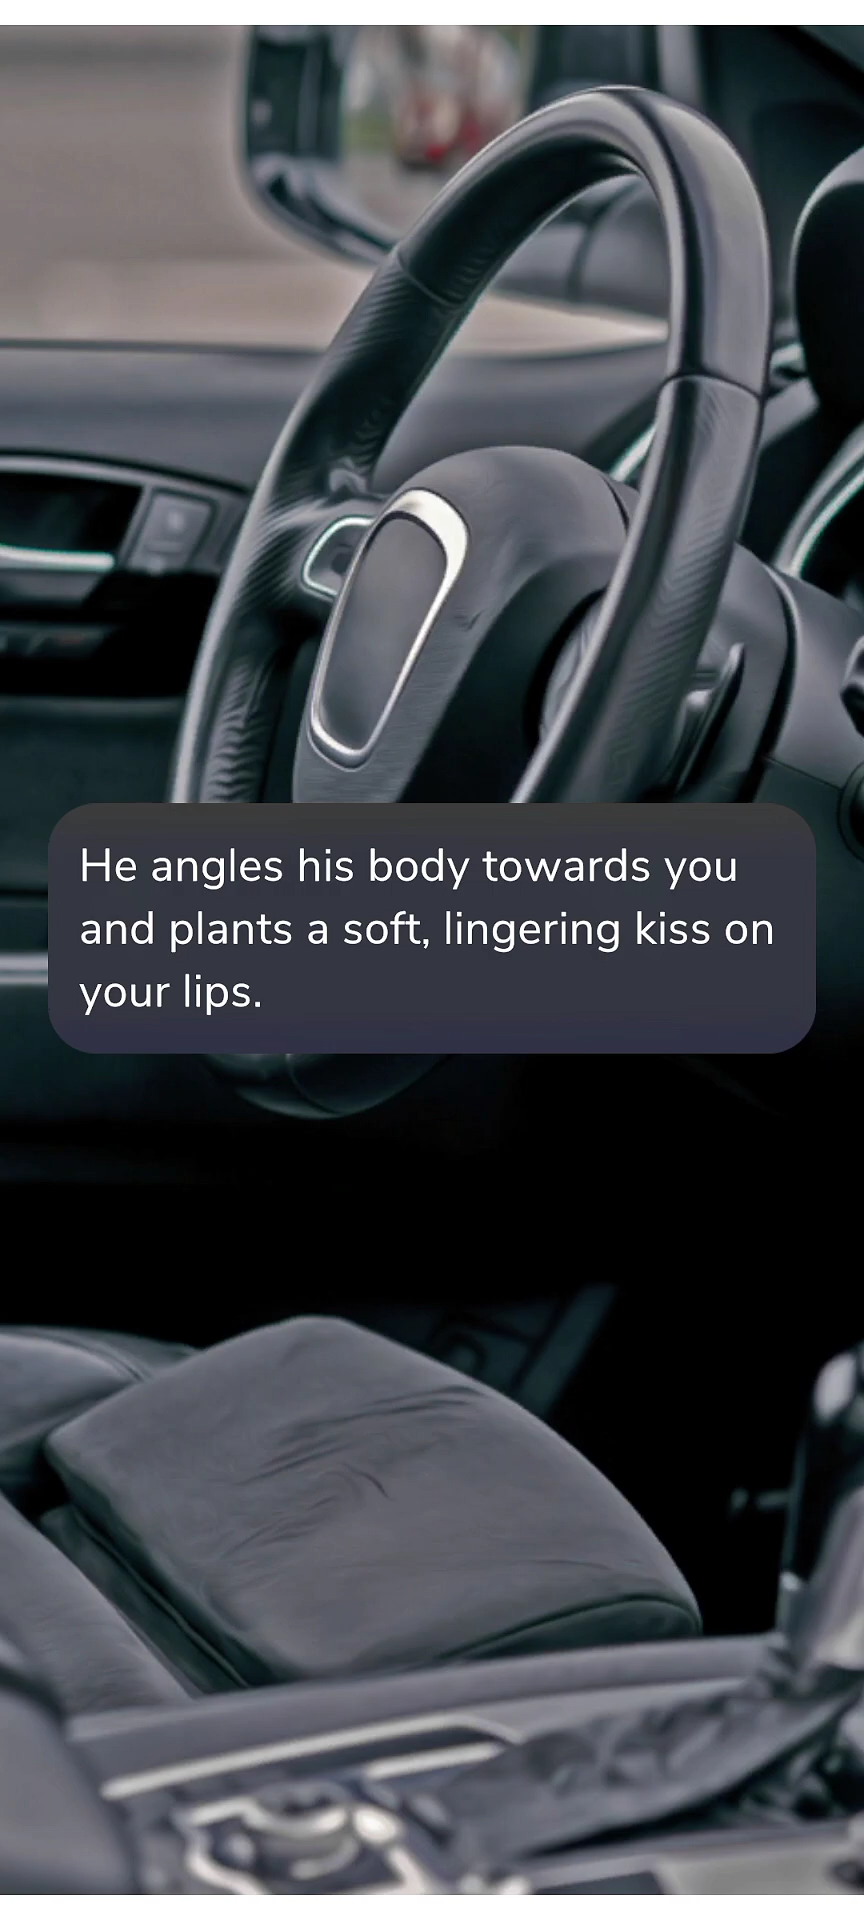 He angles his body towards you
and plants a soft, lingering kiss on
your lips.